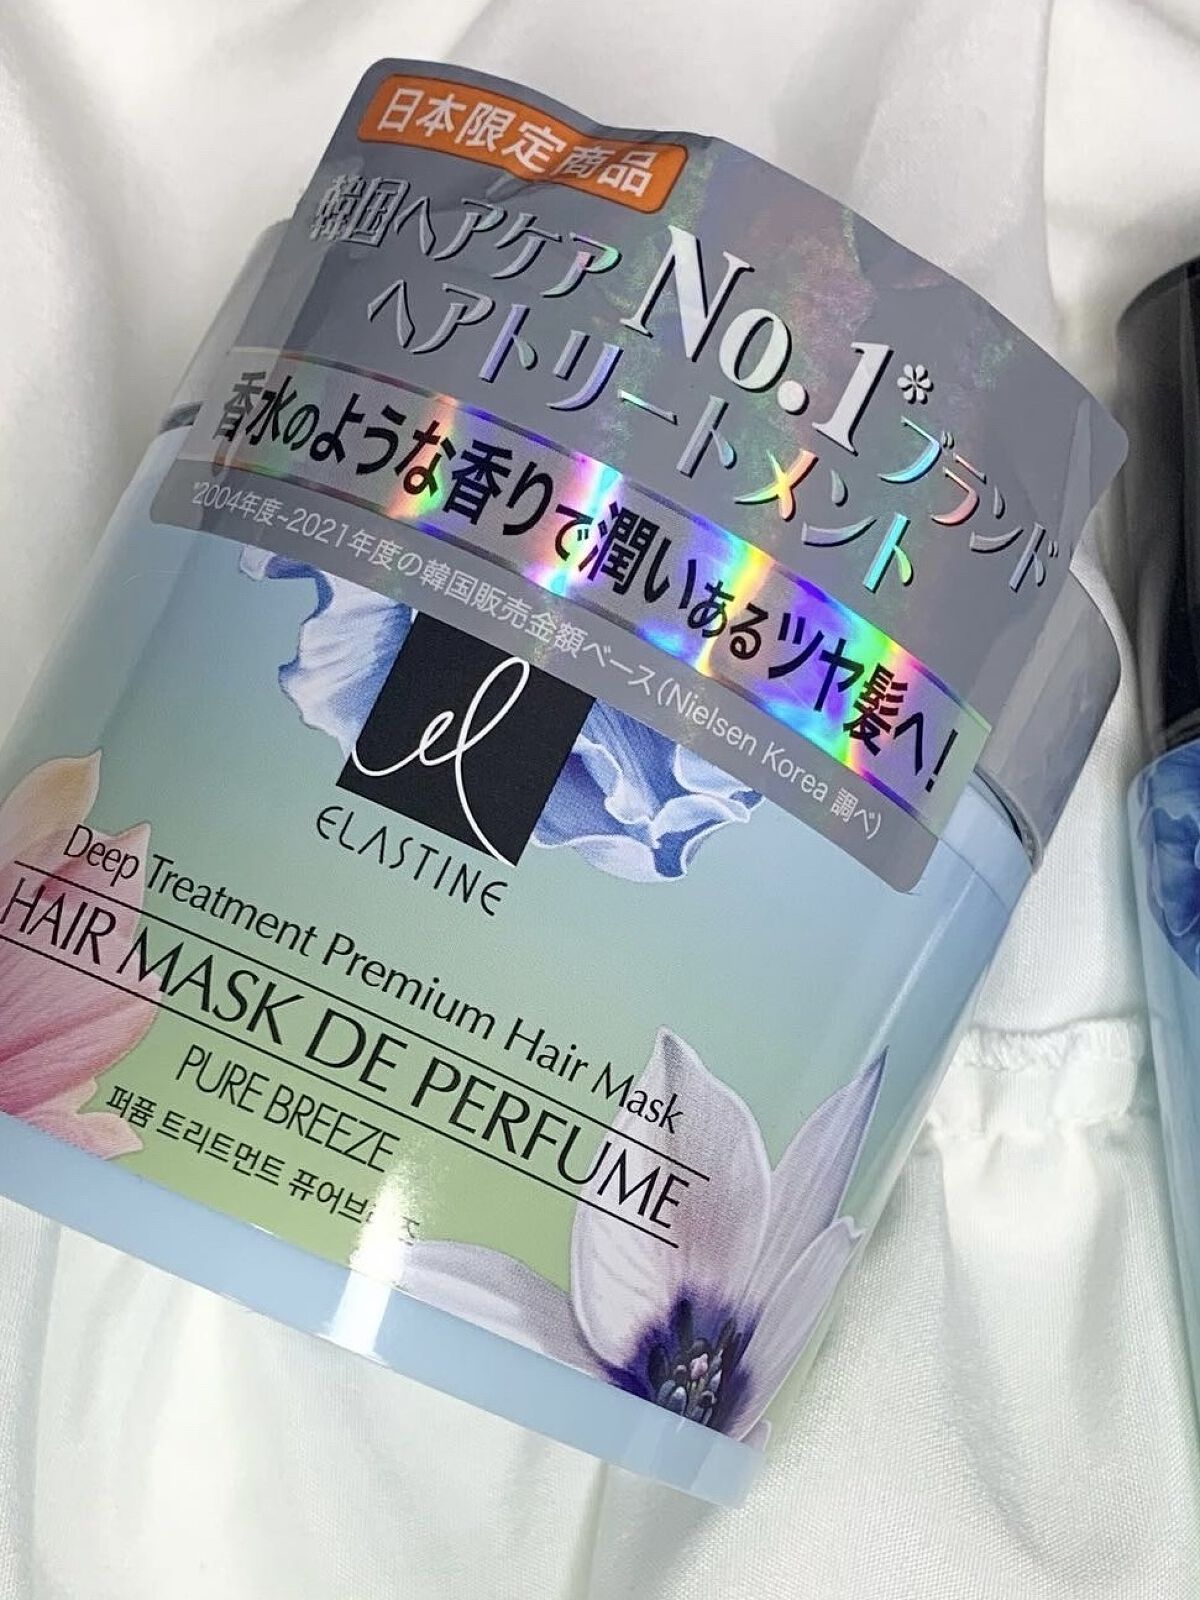 日本限定商品
韓国ヘアケア No.1*ブランド
ヘアトリートメント
香水のような香りで潤いあるツヤ髪へ!
*2004年度-2021年度の韓国販売金額ベース(Nielsen Korea 調べ)
el
ELASTINE
Deep Treatment Premium Hair Mask
HAIR MASK DE PERFUME
PURE BREEZE
퍼퓸 트리트먼트 퓨어브리즈